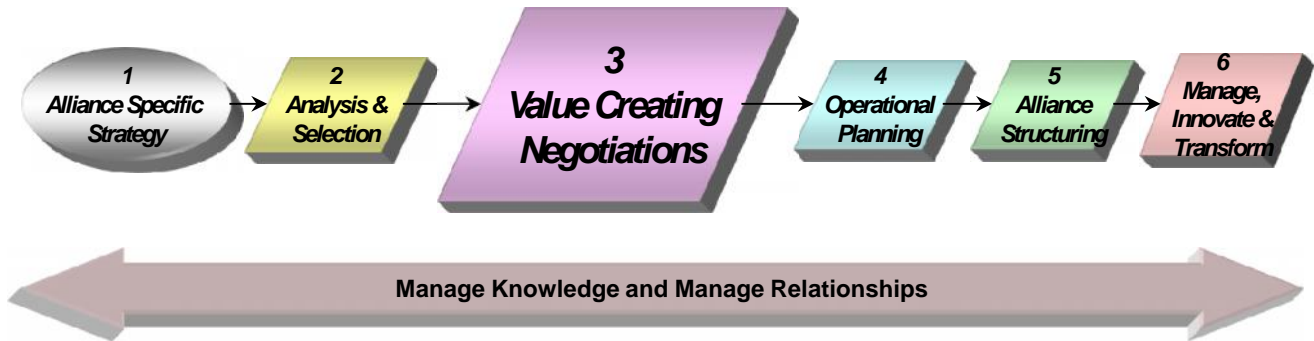 1
Alliance Specific
Strategy
2
Analysis &
Selection
3
Value Creating
Negotiations
4
Operational
Planning
5
Alliance
Structuring
6
Manage,
Innovate &
Transform
Manage Knowledge and Manage Relationships